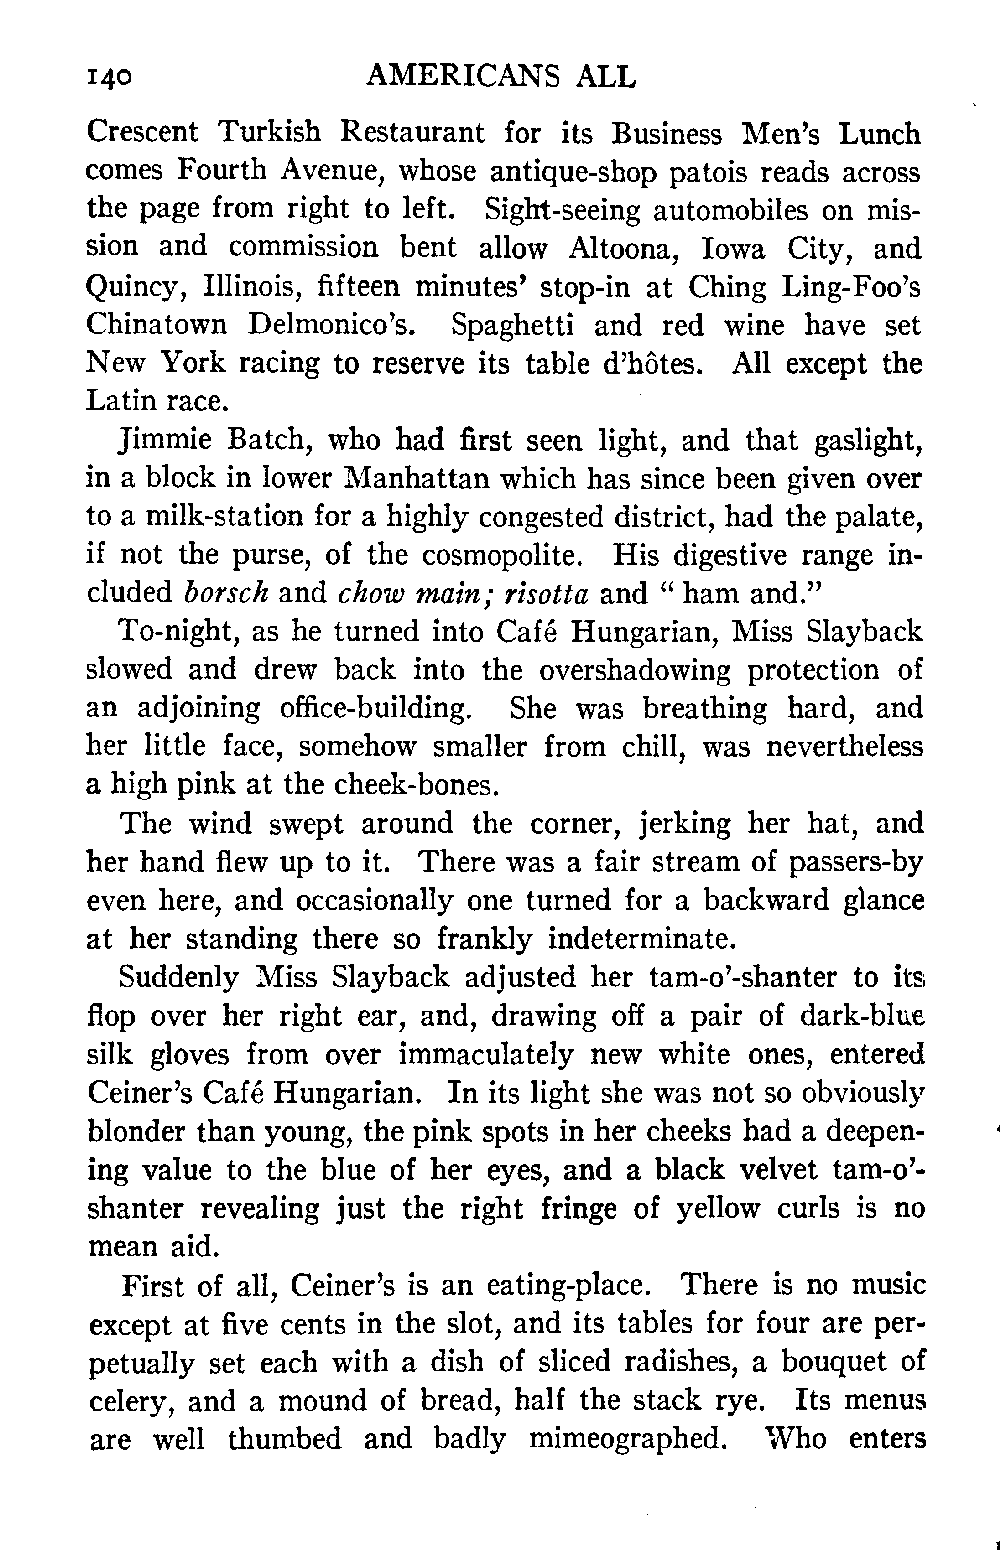 140 AMERICANS ALL
Crescent Turkish Restaurant for its Business Men's Lunch
comes Fourth Avenue, whose antique-shop patois reads across
the page from right to left. Sight-seeing automobiles on mis-
sion and commission bent allow Altoona, Iowa City, and
Quincy, Illinois, fifteen minutes' stop-in at Ching Ling-Foo's
Chinatown Delmonico's. Spaghetti and red wine have set
New York racing to reserve its table d'hôtes. All except the
Latin race.
Jimmie Batch, who had first seen light, and that gaslight,
in a block in lower Manhattan which has since been given over
to a milk-station for a highly congested district, had the palate,
if not the purse, of the cosmopolite. His digestive range in-
cluded borsch and chow main; risotta and " ham and."
To-night, as he turned into Café Hungarian, Miss Slayback
slowed and drew back into the overshadowing protection of
an adjoining office-building. She was breathing hard, and
her little face, somehow smaller from chill, was nevertheless
a high pink at the cheek-bones.
The wind swept around the corner, jerking her hat, and
her hand flew up to it. There was a fair stream of passers-by
even here, and occasionally one turned for a backward glance
at her standing there so frankly indeterminate.
Suddenly Miss Slayback adjusted her tam-o'-shanter to its
flop over her right ear, and, drawing off a pair of dark-blue
silk gloves from over immaculately new white ones, entered
Ceiner's Café Hungarian. In its light she was not so obviously
blonder than young, the pink spots in her cheeks had a deepen-
ing value to the blue of her eyes, and a black velvet tam-o'-
shanter revealing just the right fringe of yellow curls is no
mean aid.
First of all, Ceiner's is an eating-place. There is no music
except at five cents in the slot, and its tables for four are per-
petually set each with a dish of sliced radishes, a bouquet of
celery, and a mound of bread, half the stack rye. Its menus
are well thumbed and badly mimeographed. Who enters